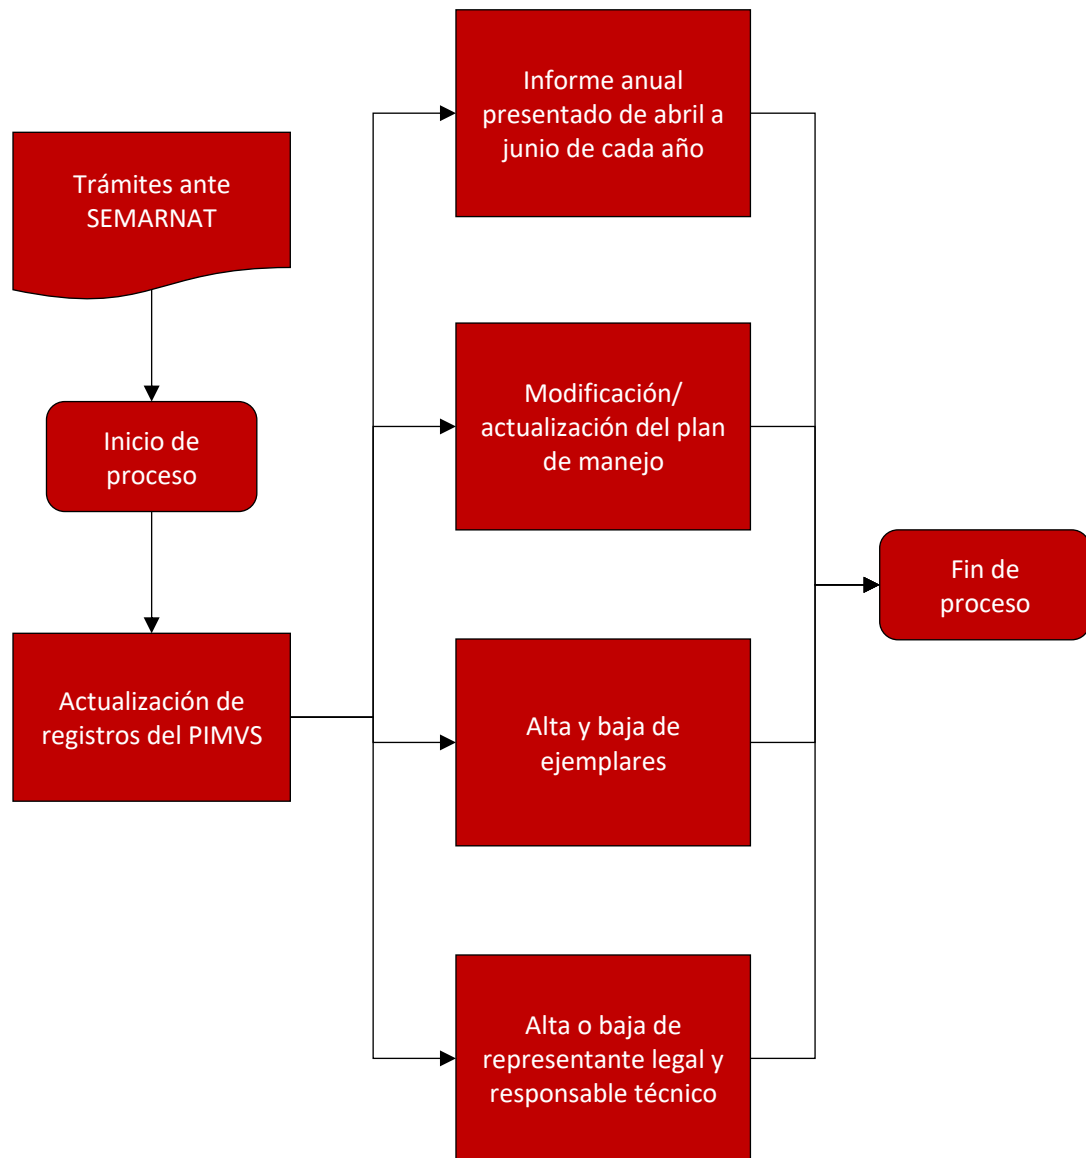 Trámites ante
SEMARNAT
Inicio de
proceso
Actualización de
registros del PIMVS
Informe anual
presentado de abril a
junio de cada año
Modificación/
actualización del plan
de manejo
Alta y baja de
ejemplares
Alta o baja de
representante legal y
responsable técnico
Fin de
proceso